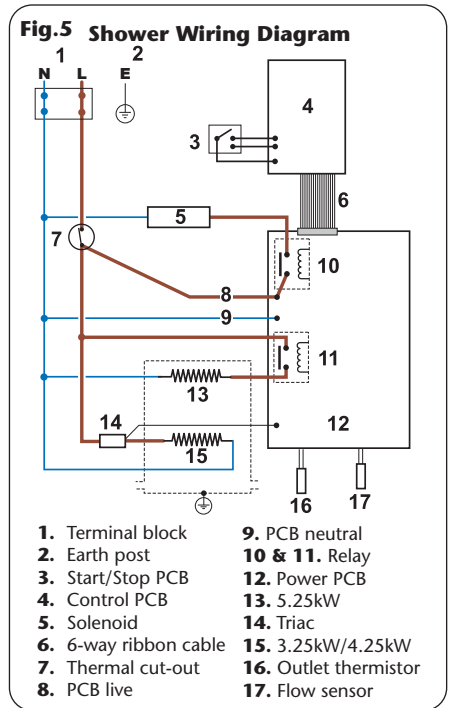 Fig.5 Shower Wiring Diagram
1 2
N L E
4
3
6
5
7
10
8
9
11
13
12
14
15
16 17
1. Terminal block
2. Earth post
3. Start/Stop PCB
4. Control PCB
5. Solenoid
6. 6-way ribbon cable
7. Thermal cut-out
8. PCB live
9. PCB neutral
10 & 11. Relay
12. Power PCB
13. 5.25kW
14. Triac
15. 3.25kW/4.25kW
16. Outlet thermistor
17. Flow sensor